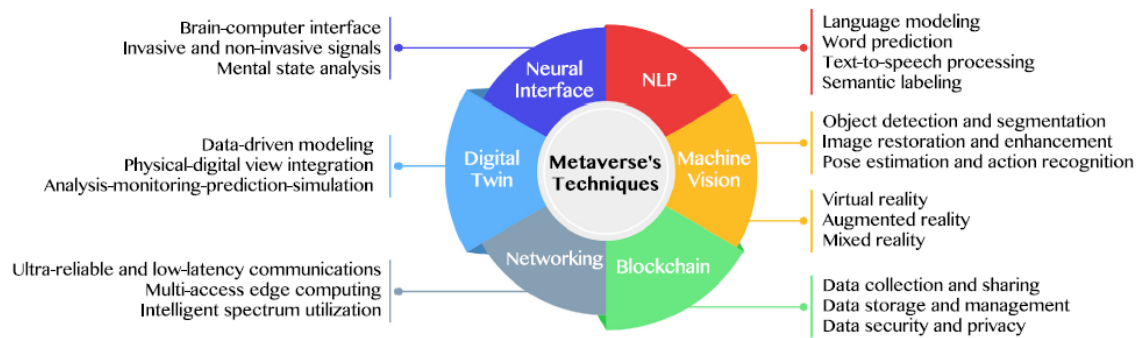 Brain-computer interface
Invasive and non-invasive signals
Mental state analysis
Data-driven modeling
Physical-digital view integration
Analysis-monitoring-prediction-simulation
Ultra-reliable and low-latency communications
Multi-access edge computing
Intelligent spectrum utilization
Neural
Interface
NLP
Digital
Twin
Metaverse's
Techniques
Machine
Vision
Networking
Blockchain
Language modeling
Word prediction
Text-to-speech processing
Semantic labeling
Object detection and segmentation
Image restoration and enhancement
Pose estimation and action recognition
Virtual reality
Augmented reality
Mixed reality
Data collection and sharing
Data storage and management
Data security and privacy